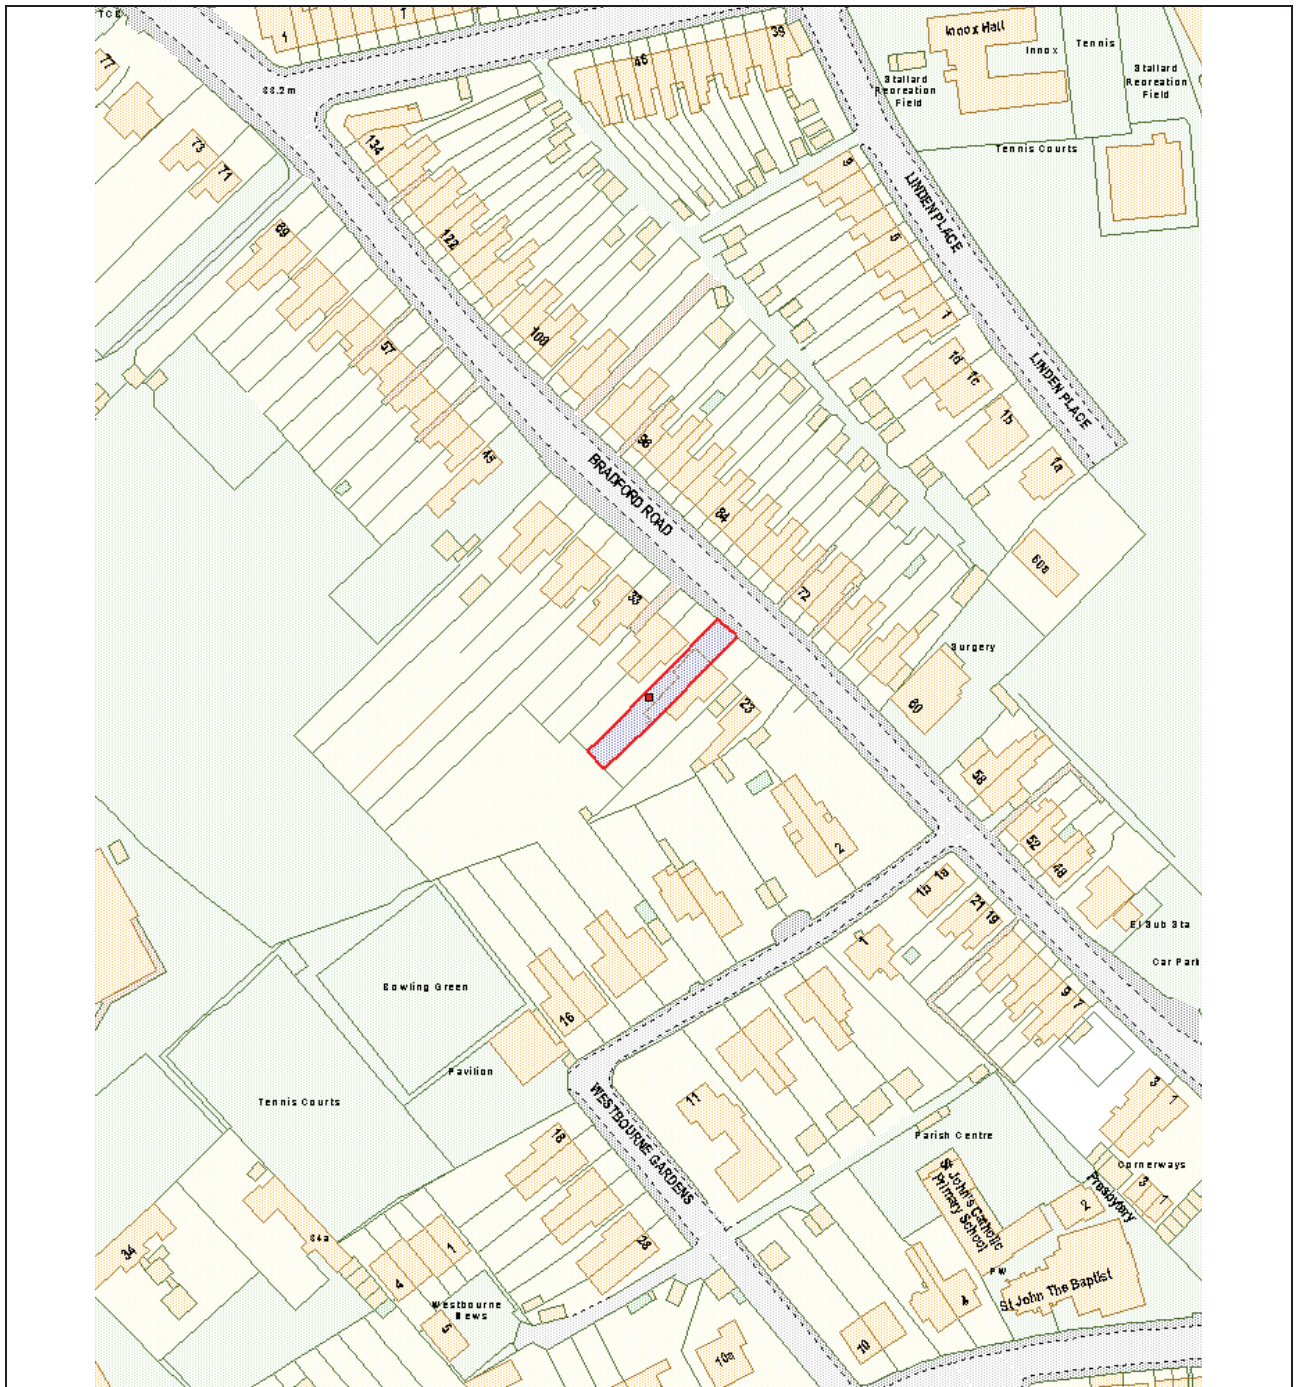 TCB
1
1
77
88.2m
46
39
Innox Hall
Innox
Tennis
Stallard
Recreation
Field
Stallard
Recreation
Field
Tennis Courts
134
73
71
9
LINDEN PLACE
69
122
5
1
108
57
1d
1c
LINDEN PLACE
1b
96
45
1a
BRADFORD ROAD
84
60a
72
33
Surgery
60
23
58
52
48
2
1b 1a
21 19
El Sub Sta
Car Park
1
9
7
Bowling Green
16
Pavilion
Tennis Courts
WESTBOURNE GARDENS
11
3
1
18
Parish Centre
Cornerways
St John's Catholic
Primary School
Presbytery
3
1
2
34
84a
1
4
28
PW
St John The Baptist
Westbourne
Mews
5
10
10a